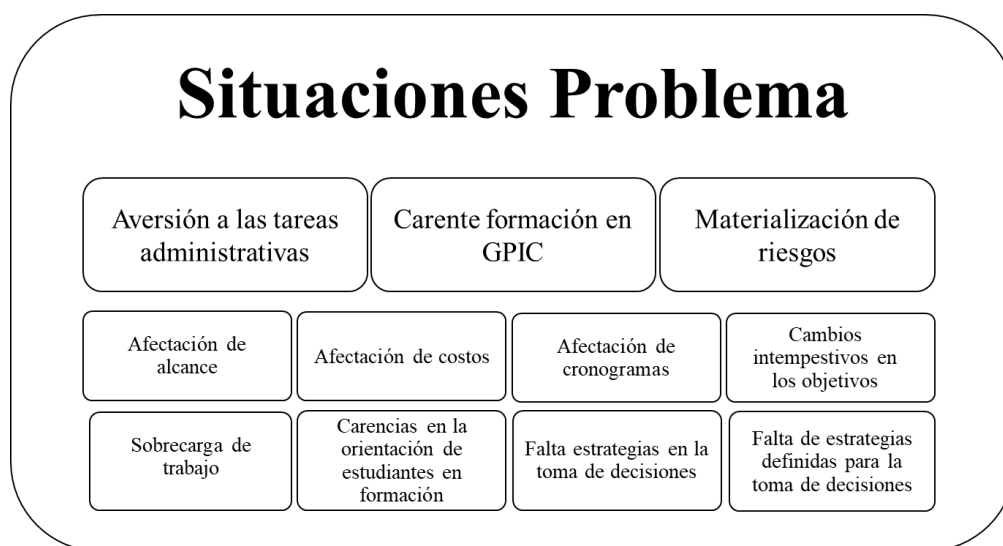 Situaciones Problema
Aversión a las tareas
administrativas
Carente formación en
GPIC
Materialización de
riesgos
Afectación de
alcance
Afectación de costos
Afectación de
cronogramas
Cambios
intempestivos en
los objetivos
Sobrecarga de
trabajo
Carencias en la
orientación de
estudiantes en
formación
Falta estrategias en la
toma de decisiones
Falta de estrategias
definidas para la
toma de decisiones